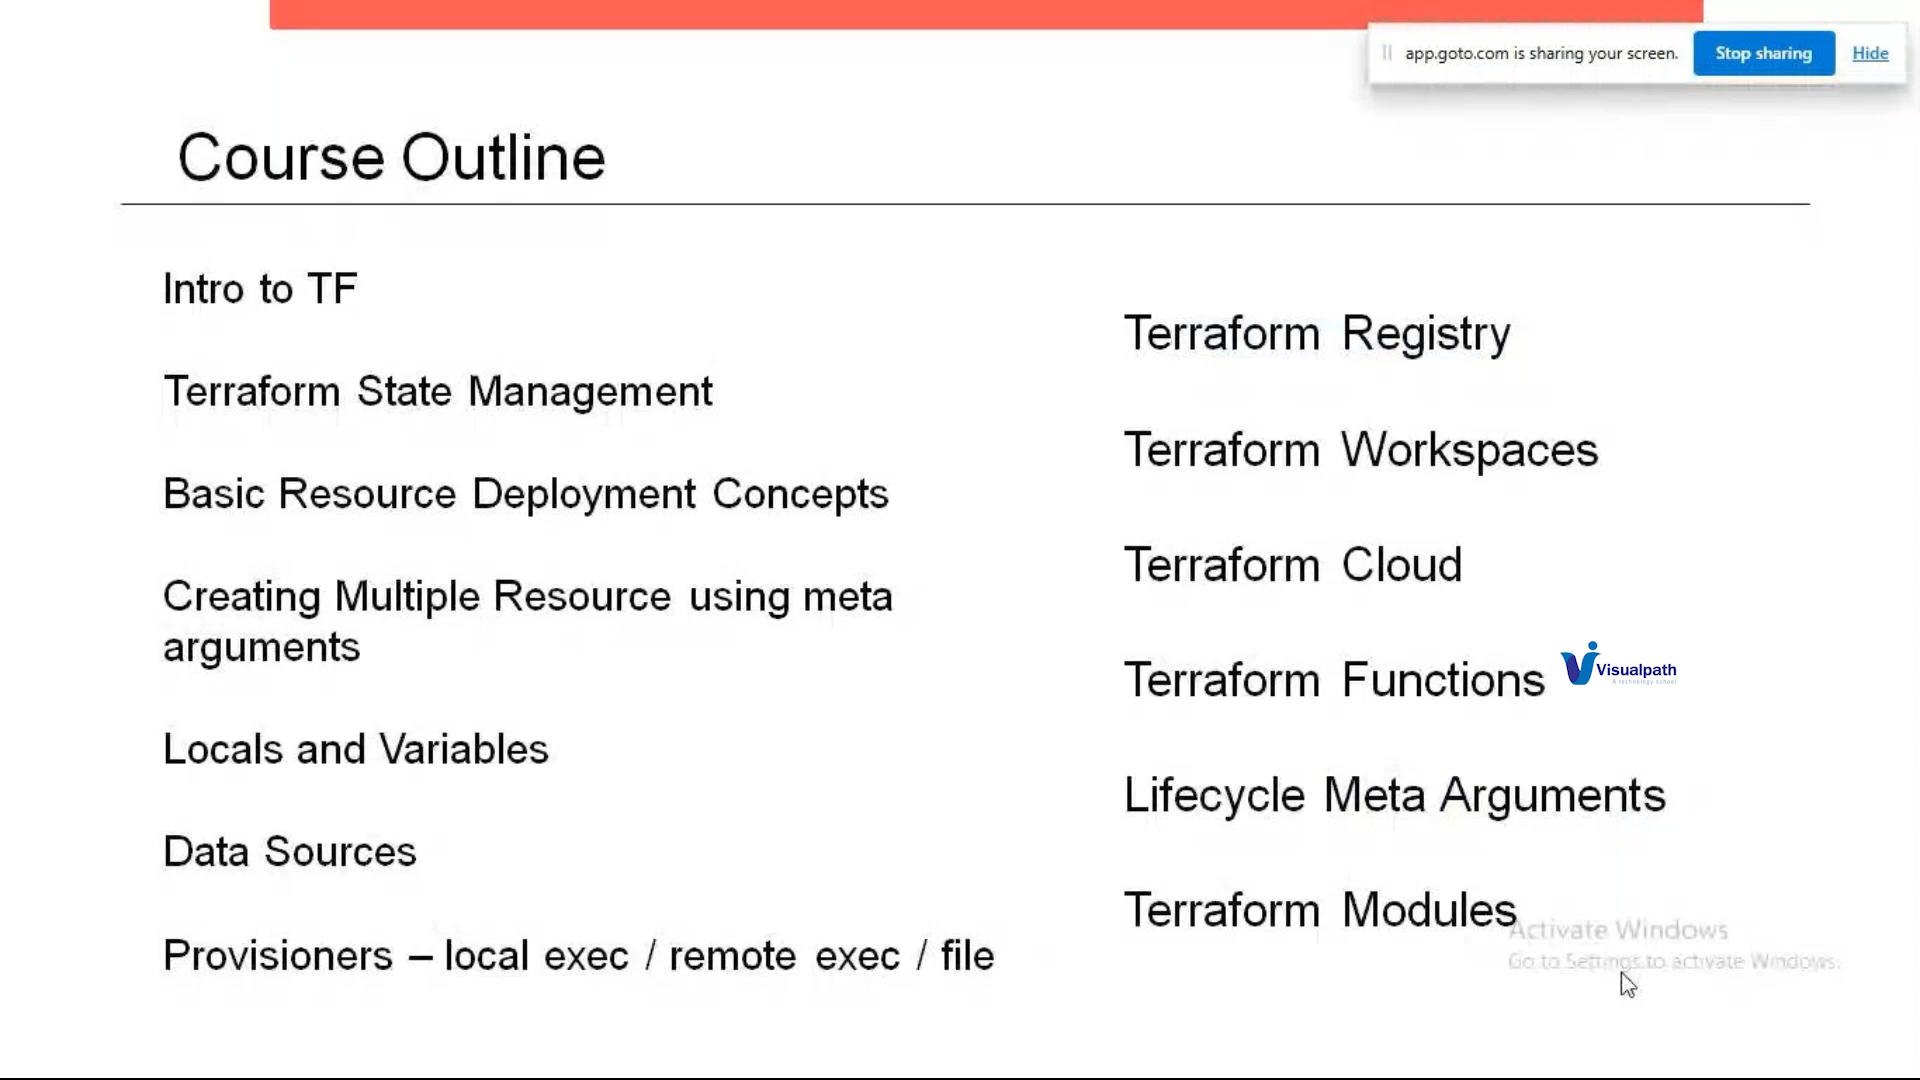 app.goto.com is sharing your screen.
Stop sharing
Hide
Course Outline
Intro to TF
Terraform State Management
Basic Resource Deployment Concepts
Creating Multiple Resource using meta
arguments
Locals and Variables
Data Sources
Provisioners – local exec / remote exec / file
Terraform Registry
Terraform Workspaces
Terraform Cloud
Terraform Functions
Visualpath
A technology school
Lifecycle Meta Arguments
Terraform Modules
Activate Windows
Go to Settings to activate Windows.